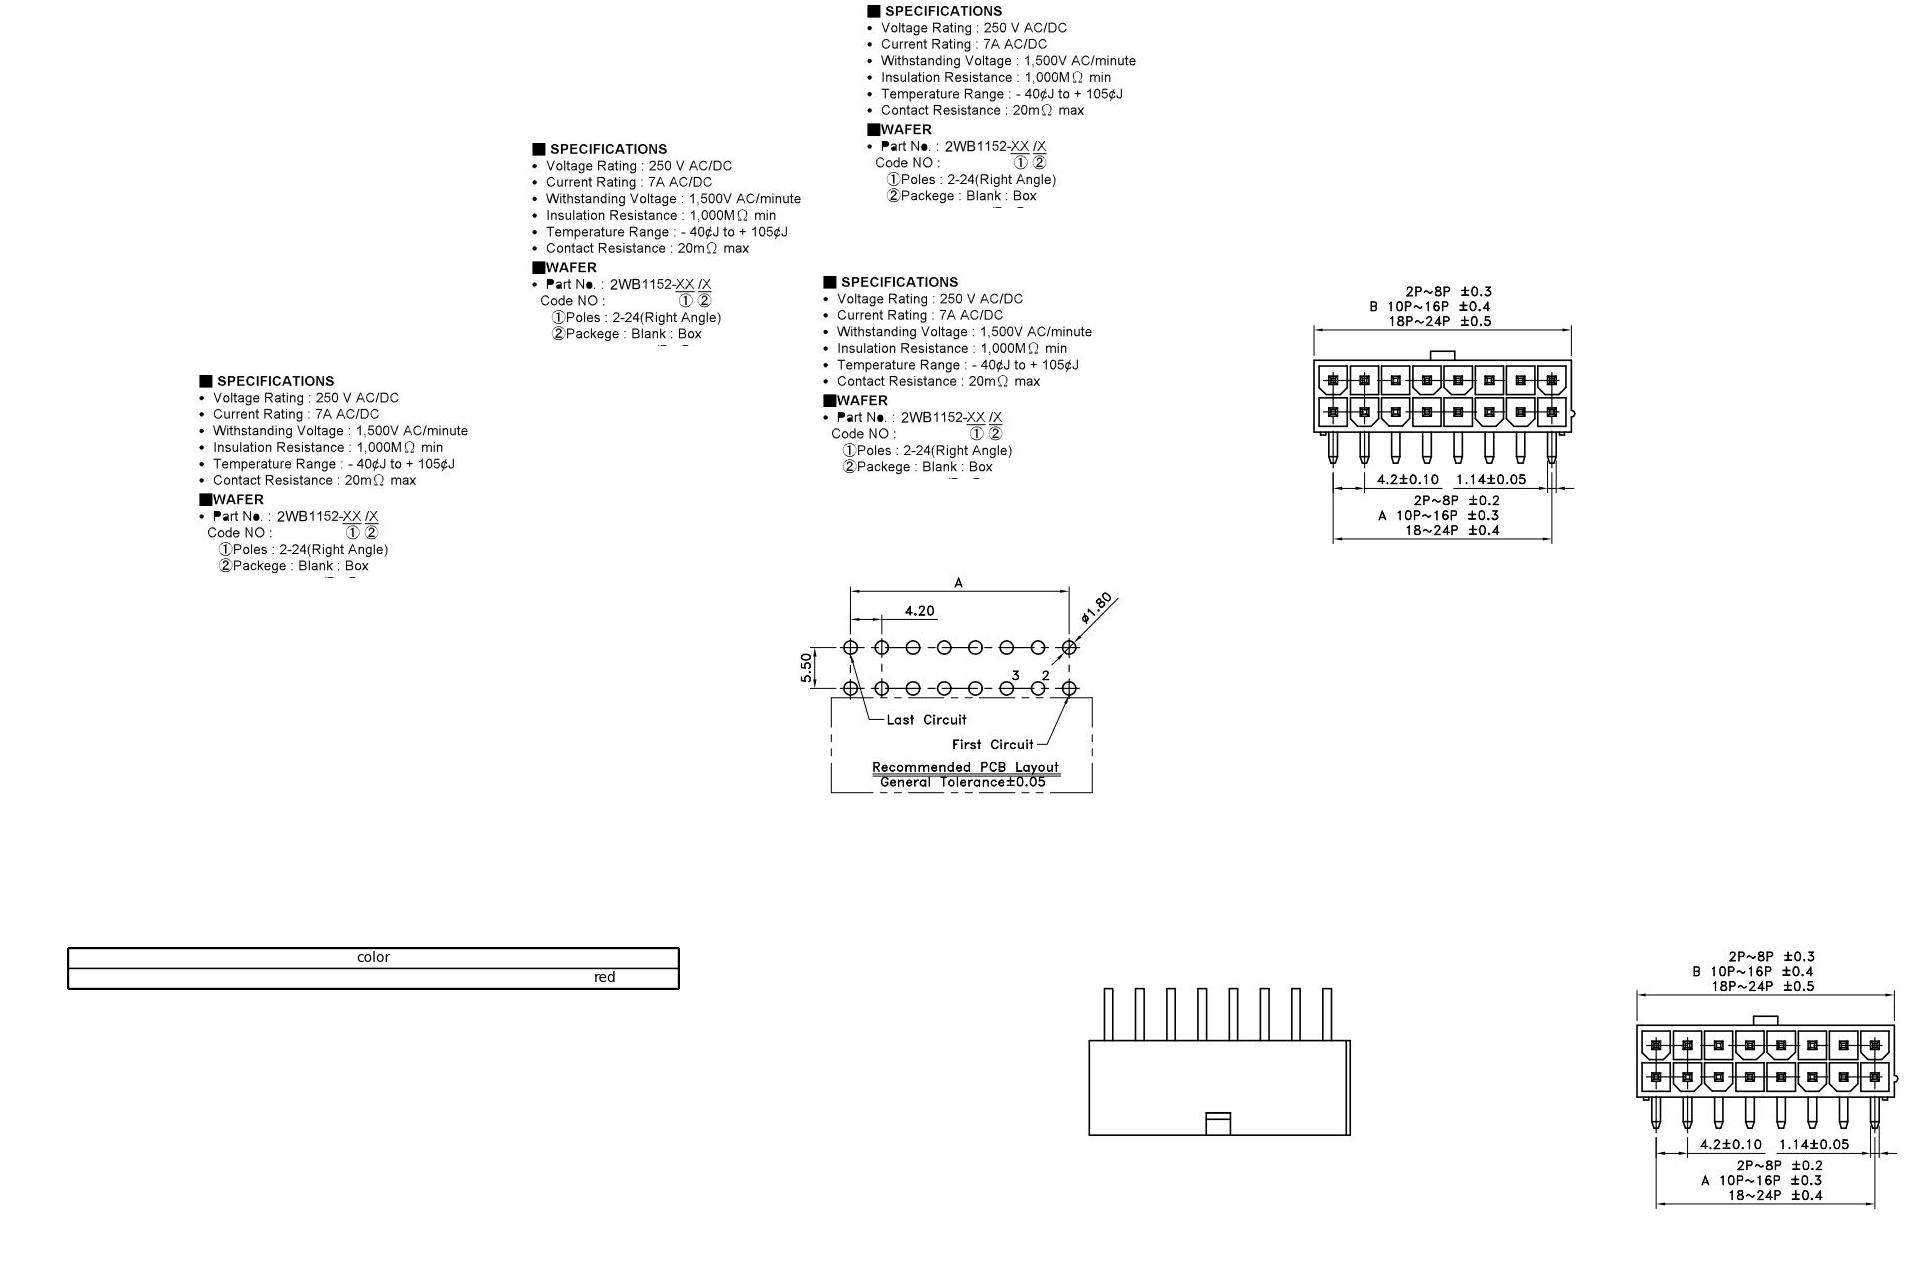 ■ SPECIFICATIONS
• Voltage Rating : 250 V AC/DC
• Current Rating : 7A AC/DC
• Withstanding Voltage : 1,500V AC/minute
• Insulation Resistance : 1,000MΩ min
• Temperature Range : - 40¢J to + 105¢J
• Contact Resistance : 20mΩ max
■WAFER
• Part No. : 2WB1152-XX /X
Code NO : ① ②
①Poles : 2-24(Right Angle)
②Packege : Blank : Box
■ SPECIFICATIONS
• Voltage Rating : 250 V AC/DC
• Current Rating : 7A AC/DC
• Withstanding Voltage : 1,500V AC/minute
• Insulation Resistance : 1,000MΩ min
• Temperature Range : - 40¢J to + 105¢J
• Contact Resistance : 20mΩ max
■WAFER
• Part No. : 2WB1152-XX /X
Code NO : ① ②
①Poles : 2-24(Right Angle)
②Packege : Blank : Box
■ SPECIFICATIONS
• Voltage Rating : 250 V AC/DC
• Current Rating : 7A AC/DC
• Withstanding Voltage : 1,500V AC/minute
• Insulation Resistance : 1,000MΩ min
• Temperature Range : - 40¢J to + 105¢J
• Contact Resistance : 20mΩ max
■WAFER
• Part No. : 2WB1152-XX /X
Code NO : ① ②
①Poles : 2-24(Right Angle)
②Packege : Blank : Box
2P~8P ±0.3
B 10P~16P ±0.4
18P~24P ±0.5
4.2±0.10 1.14±0.05
2P~8P ±0.2
A 10P~16P ±0.3
18~24P ±0.4
■ SPECIFICATIONS
• Voltage Rating : 250 V AC/DC
• Current Rating : 7A AC/DC
• Withstanding Voltage : 1,500V AC/minute
• Insulation Resistance : 1,000MΩ min
• Temperature Range : - 40¢J to + 105¢J
• Contact Resistance : 20mΩ max
■WAFER
• Part No. : 2WB1152-XX /X
Code NO : ① ②
①Poles : 2-24(Right Angle)
②Packege : Blank : Box
A
4.20
ø1.80
5.50
3 2
Last Circuit
First Circuit
Recommended PCB Layout
General Tolerance±0.05
color
red
2P~8P ±0.3
B 10P~16P ±0.4
18P~24P ±0.5
4.2±0.10 1.14±0.05
2P~8P ±0.2
A 10P~16P ±0.3
18~24P ±0.4